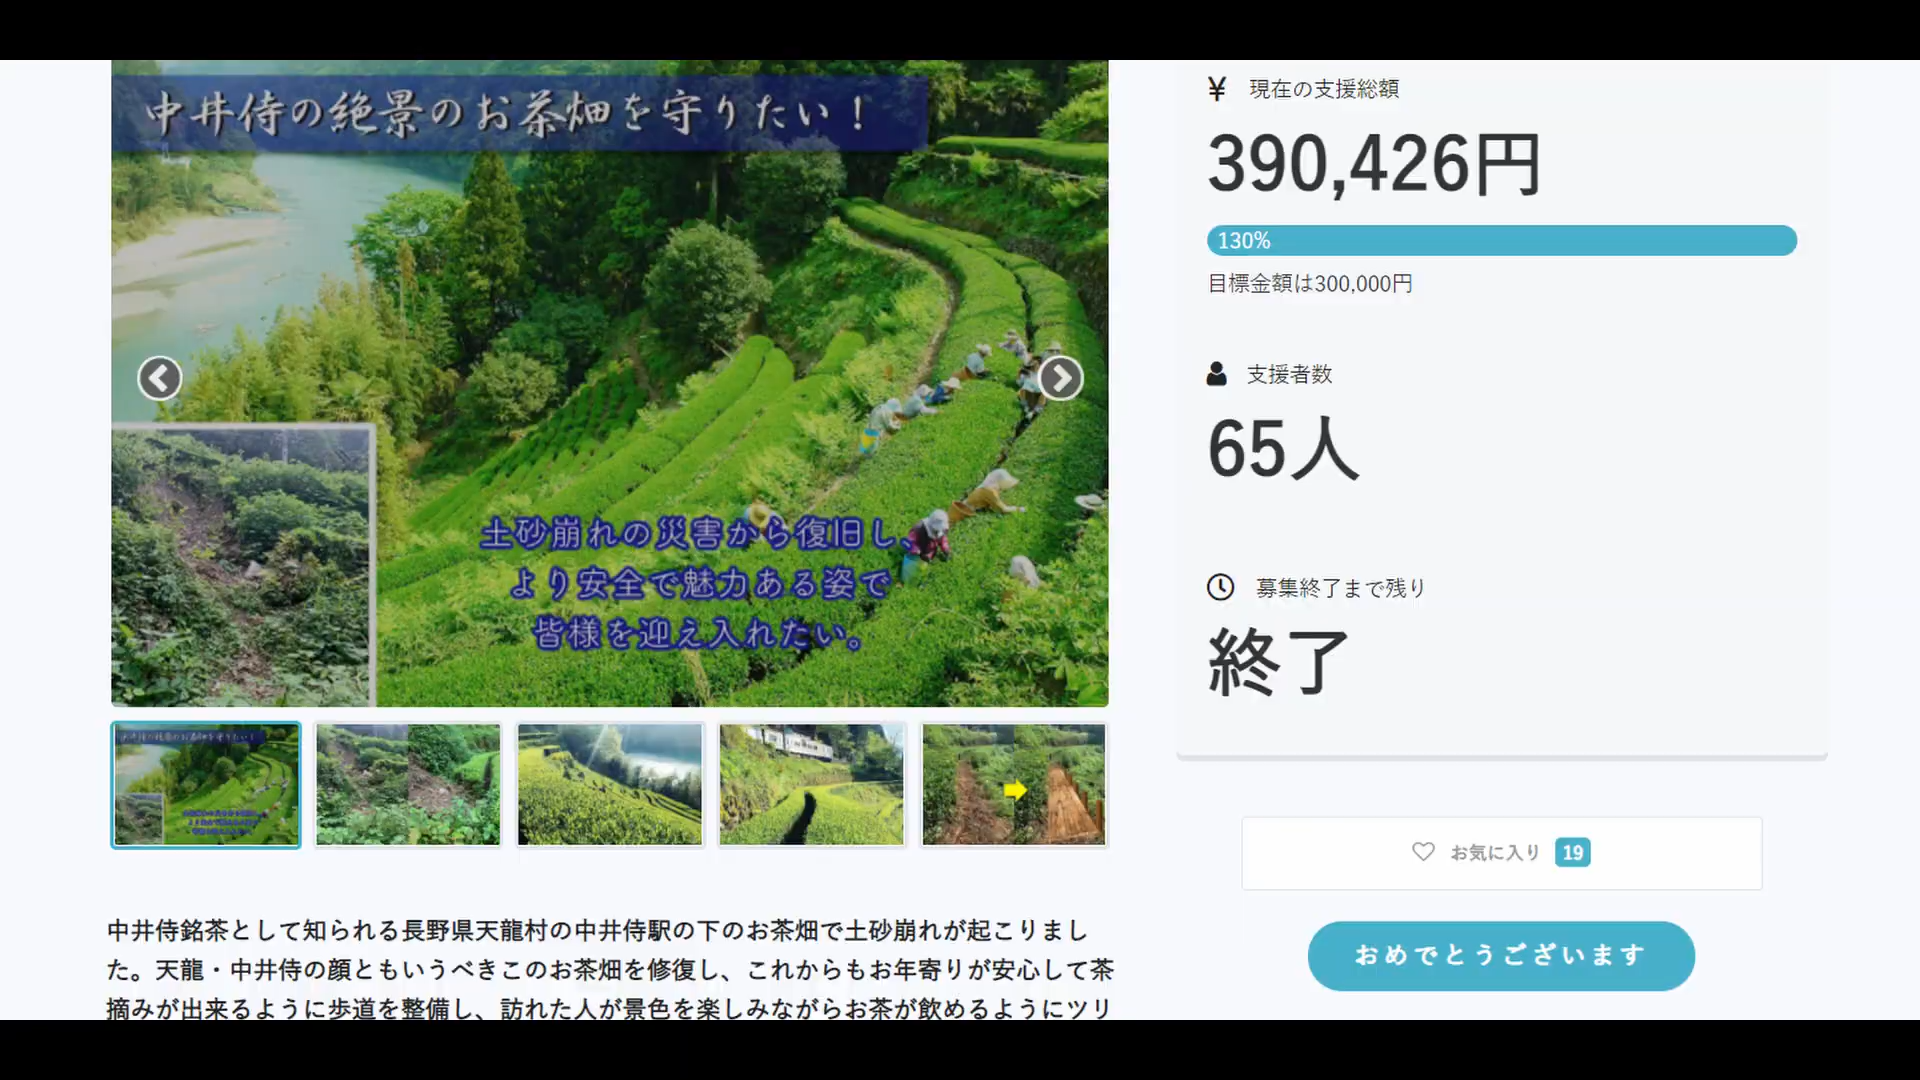 中井侍の絶景のお茶畑を守りたい！
土砂崩れの災害から復旧し、
より安全で魅力ある姿で
皆様を迎え入れたい。
中井侍銘茶として知られる長野県天龍村の中井侍駅の下のお茶畑で土砂崩れが起こりまし
た。天龍・中井侍の顔ともいうべきこのお茶畑を修復し、これからもお年寄りが安心して茶
摘みが出来るように歩道を整備し、訪れた人が景色を楽しみながらお茶が飲めるようにツリ
¥ 現在の支援総額
390,426円
130%
目標金額は300,000円
支援者数
65人
募集終了まで残り
終了
お気に入り 19
おめでとうございます